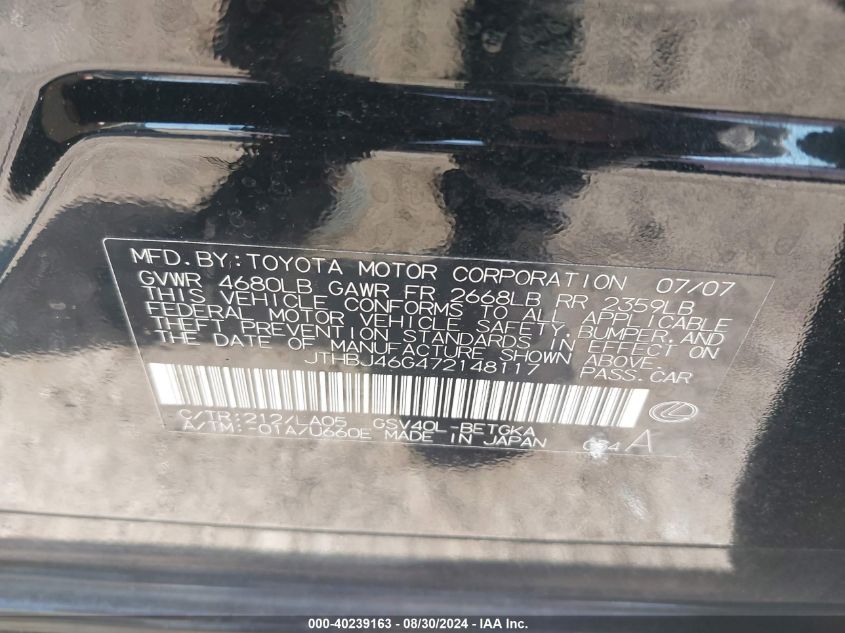 MFD.BY:TOYOTA MOTOR CORPORATION 07/07
GVWR 4680LB GAWR FR 2668LB RR 2359LB
THIS VEHICLE CONFORMS TO ALL APPLICABLE
FEDERAL MOTOR VEHICLE SAFETY,BUMPER,AND
THEFT PREVENTION STANDARDS IN EFFECT ON
THE DATE OF MANUFACTURE SHOWN ABOVE.
JTHBJ46G472148117 PASS.CAR
C/TR:212/LA05 GSV40L-BETGKA
A/TM:-01A/U660E MADE IN JAPAN A
000-40239163 - 08/30/2024 - IAA Inc.